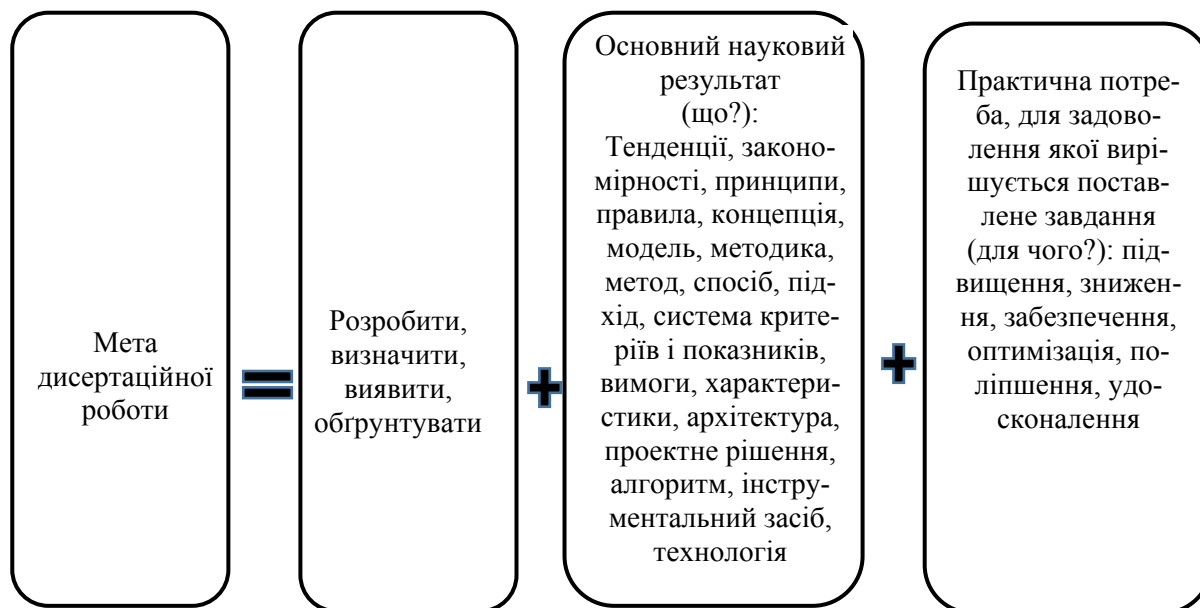 Мета
дисертаційної
роботи
Розробити,
визначити,
виявити,
обґрунтувати
Основний науковий
результат
(що?):
Тенденції, законо-
мірності, принципи,
правила, концепція,
модель, методика,
метод, спосіб, під-
хід, система крите-
ріїв і показників,
вимоги, характери-
стики, архітектура,
проектне рішення,
алгоритм, інстру-
ментальний засіб,
технологія
Практична потре-
ба, для задово-
лення якої вирі-
шується постав-
лене завдання
(для чого?): під-
вищення, знижен-
ня, забезпечення,
оптимізація, по-
ліпшення, удо-
сконалення